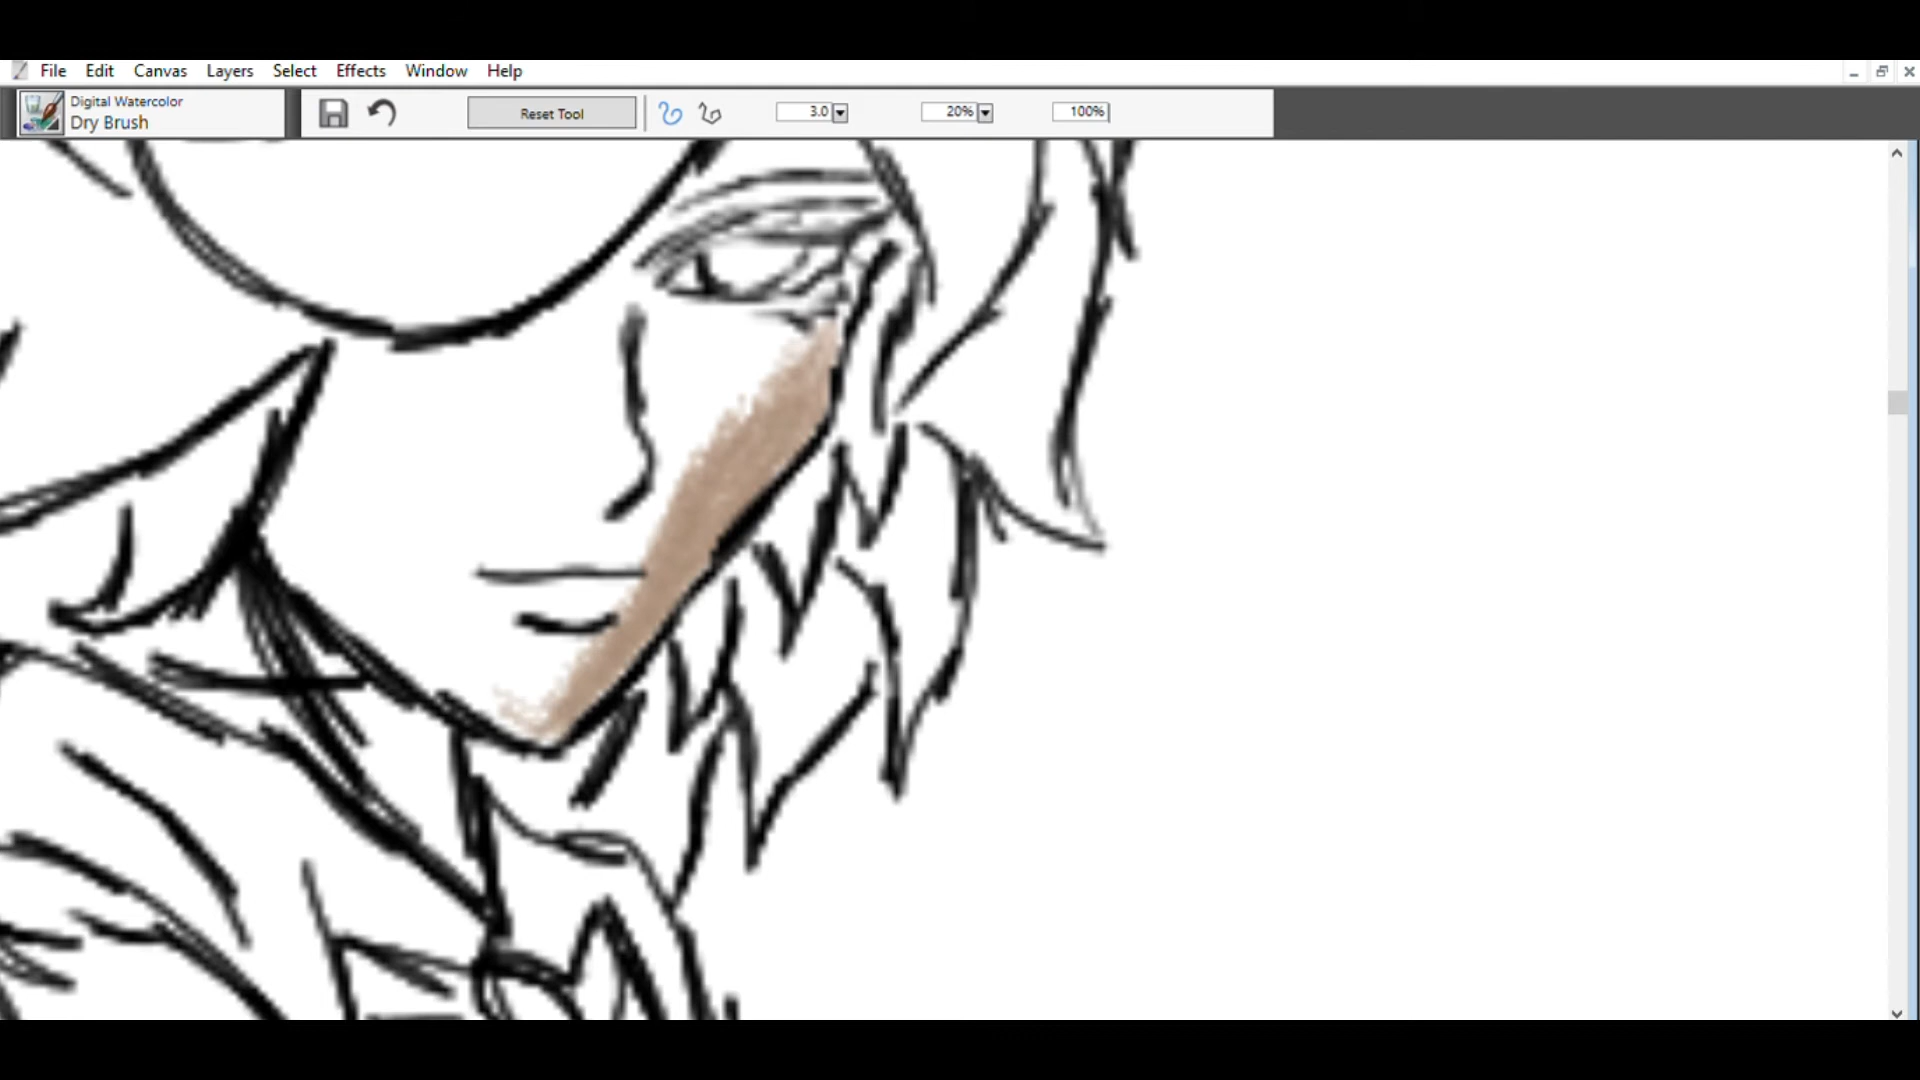 File Edit Canvas Layers Select Effects Window Help
Digital Watercolor
Dry Brush
Reset Tool 3.0 20% 100%